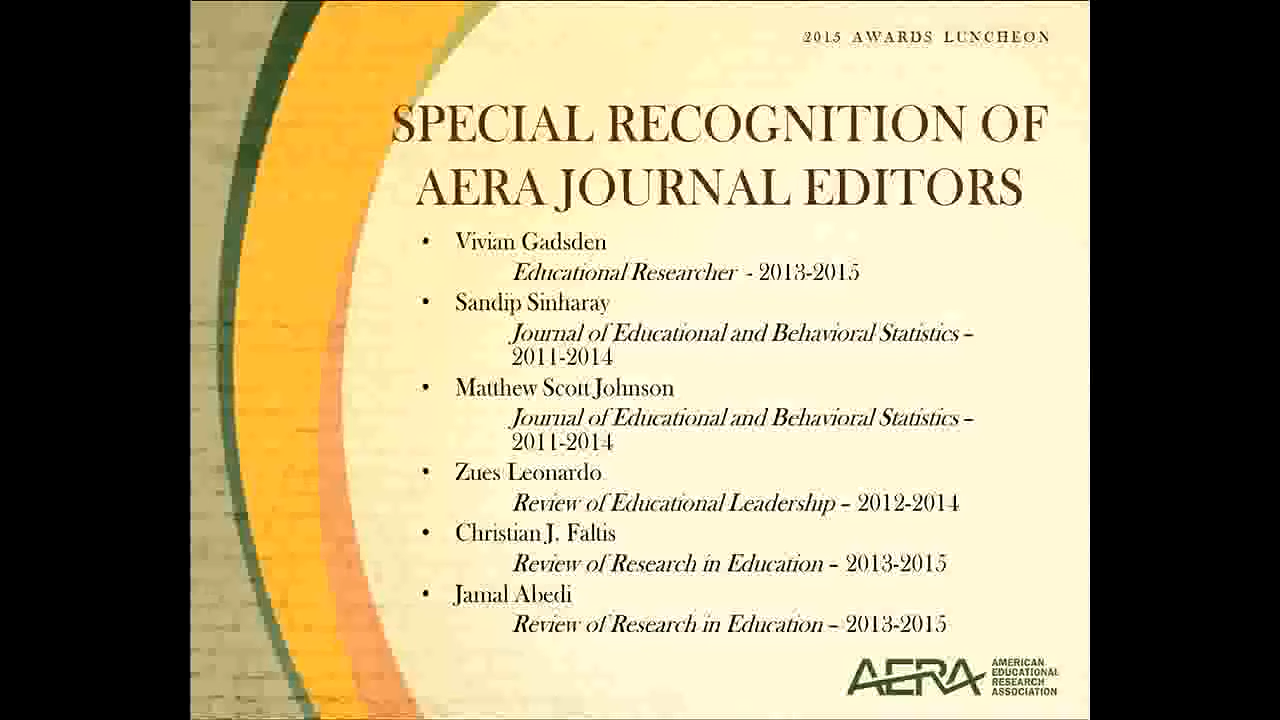 2015 AWARDS LUNCHEON
SPECIAL RECOGNITION OF
AERA JOURNAL EDITORS
• Vivian Gadsden
Educational Researcher - 2013-2015
• Sandip Sinharay
Journal of Educational and Behavioral Statistics –
2011-2014
• Matthew Scott Johnson
Journal of Educational and Behavioral Statistics –
2011-2014
• Zues Leonardo
Review of Educational Leadership – 2012-2014
• Christian J. Faltis
Review of Research in Education – 2013-2015
• Jamal Abedi
Review of Research in Education – 2013-2015
AERA
AMERICAN
EDUCATIONAL
RESEARCH
ASSOCIATION